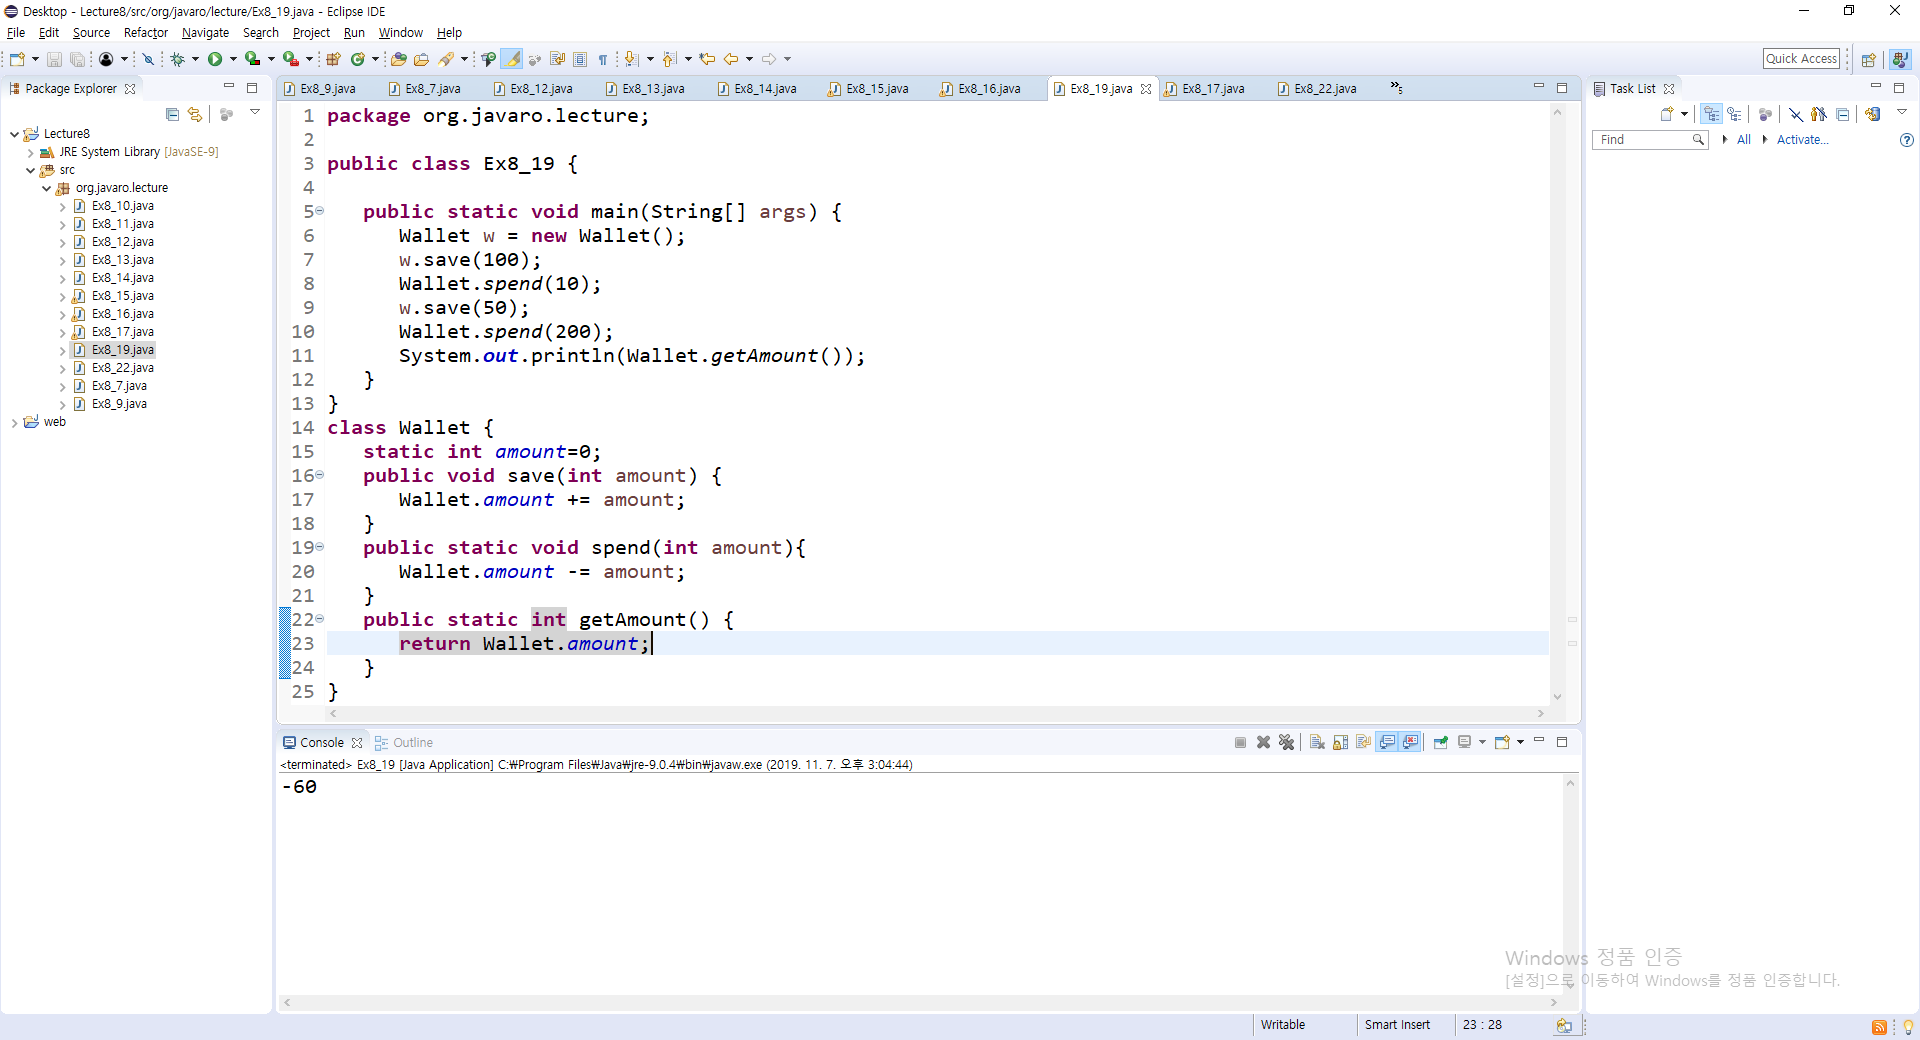 Desktop - Lecture8/src/org/javaro/lecture/Ex8_19.java - Eclipse IDE
File Edit Source Refactor Navigate Search Project Run Window Help
Quick Access
Package Explorer
Lecture8
JRE System Library [JavaSE-9]
src
org.javaro.lecture
Ex8_10.java
Ex8_11.java
Ex8_12.java
Ex8_13.java
Ex8_14.java
Ex8_15.java
Ex8_16.java
Ex8_17.java
Ex8_19.java
Ex8_22.java
Ex8_7.java
Ex8_9.java
web
Ex8_9.java Ex8_7.java Ex8_12.java Ex8_13.java Ex8_14.java Ex8_15.java Ex8_16.java Ex8_19.java Ex8_17.java Ex8_22.java »5
1 package org.javaro.lecture;
2
3 public class Ex8_19 {
4
5 public static void main(String[] args) {
6 Wallet w = new Wallet();
7 w.save(100);
8 Wallet.spend(10);
9 w.save(50);
10 Wallet.spend(200);
11 System.out.println(Wallet.getAmount());
12 }
13 }
14 class Wallet {
15 static int amount=0;
16 public void save(int amount) {
17 Wallet.amount += amount;
18 }
19 public static void spend(int amount){
20 Wallet.amount -= amount;
21 }
22 public static int getAmount() {
23 return Wallet.amount;
24 }
25 }
Console Outline
<terminated> Ex8_19 [Java Application] C:₩Program Files₩Java₩jre-9.0.4₩bin₩javaw.exe (2019. 11. 7. 오후 3:04:44)
-60
Task List
Find All Activate...
Windows 정품 인증
[설정]으로 이동하여 Windows를 정품 인증합니다.
Writable Smart Insert 23 : 28